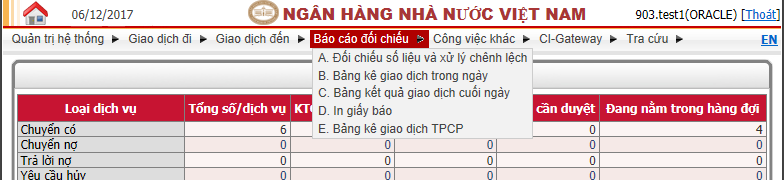 06/12/2017 NGÂN HÀNG NHÀ NƯỚC VIỆT NAM 903.test1(ORACLE) [Thoát]
Quản trị hệ thống Giao dịch đi Giao dịch đến Báo cáo đối chiếu Công việc khác CI-Gateway Tra cứu EN
A. Đối chiếu số liệu và xử lý chênh lệch
B. Bảng kê giao dịch trong ngày
C. Bảng kết quả giao dịch cuối ngày
D. In giấy báo
E. Bảng kê giao dịch TPCP
Loại dịch vụ Tổng số/dịch vụ cần duyệt Đang nằm trong hàng đợi
Chuyển có 6 0 4
Chuyển nợ 0 0 0 0 0
Trả lời nợ 0 0 0 0 0
Yêu cầu hủy 0 0 0 0 0